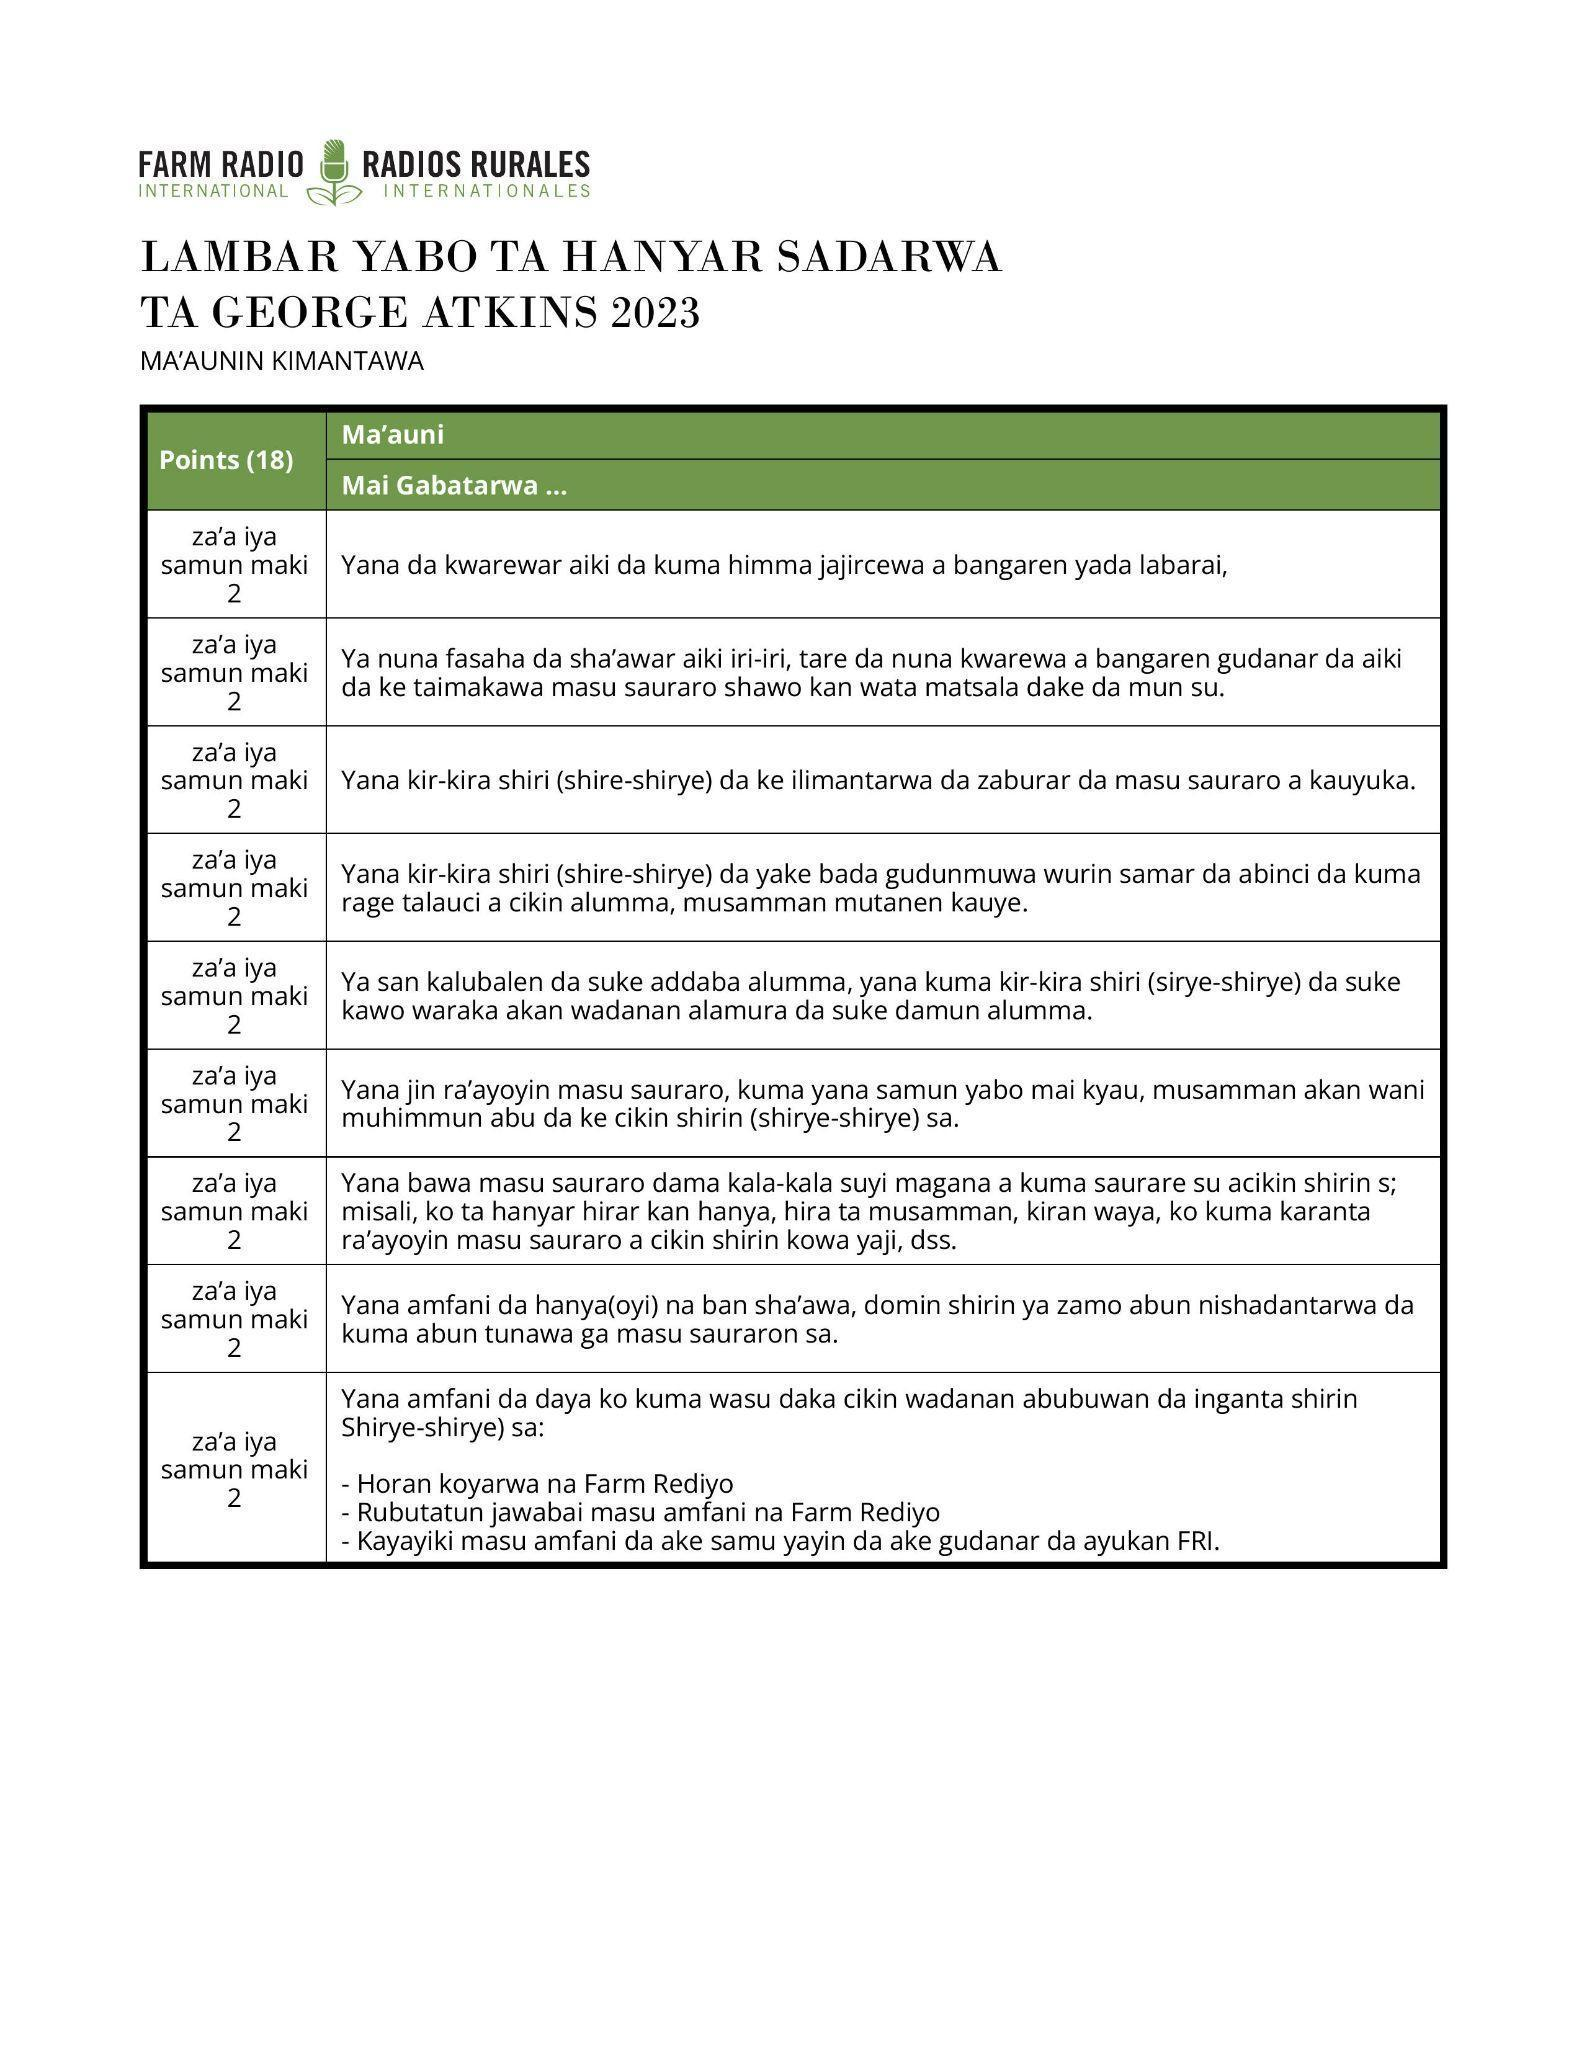 FARM RADIO RADIOS RURALES
INTERNATIONAL INTERNATIONALES
LAMBAR YABO TA HANYAR SADARWA
TA GEORGE ATKINS 2023
MA’AUNIN KIMANTAWA
Points (18)
Ma’auni
Mai Gabatarwa ...
za’a iya
samun maki
2
Yana da kwarewar aiki da kuma himma jajircewa a bangaren yada labarai,
za’a iya
samun maki
2
Ya nuna fasaha da sha’awar aiki iri-iri, tare da nuna kwarewa a bangaren gudanar da aiki
da ke taimakawa masu sauraro shawo kan wata matsala dake da mun su.
za’a iya
samun maki
2
Yana kir-kira shiri (shire-shirye) da ke ilimantarwa da zaburar da masu sauraro a kauyuka.
za’a iya
samun maki
2
Yana kir-kira shiri (shire-shirye) da yake bada gudunmuwa wurin samar da abinci da kuma
rage talauci a cikin alumma, musamman mutanen kauye.
za’a iya
samun maki
2
Ya san kalubalen da suke addaba alumma, yana kuma kir-kira shiri (sirye-shirye) da suke
kawo waraka akan wadanan alamura da suke damun alumma.
za’a iya
samun maki
2
Yana jin ra’ayoyin masu sauraro, kuma yana samun yabo mai kyau, musamman akan wani
muhimmun abu da ke cikin shirin (shirye-shirye) sa.
za’a iya
samun maki
2
Yana bawa masu sauraro dama kala-kala suyi magana a kuma saurare su acikin shirin s;
misali, ko ta hanyar hirar kan hanya, hira ta musamman, kiran waya, ko kuma karanta
ra’ayoyin masu sauraro a cikin shirin kowa yaji, dss.
za’a iya
samun maki
2
Yana amfani da hanya(oyi) na ban sha’awa, domin shirin ya zamo abun nishadantarwa da
kuma abun tunawa ga masu sauraron sa.
za’a iya
samun maki
2
Yana amfani da daya ko kuma wasu daka cikin wadanan abubuwan da inganta shirin
Shirye-shirye) sa:
- Horan koyarwa na Farm Rediyo
- Rubutatun jawabai masu amfani na Farm Rediyo
- Kayayiki masu amfani da ake samu yayin da ake gudanar da ayukan FRI.